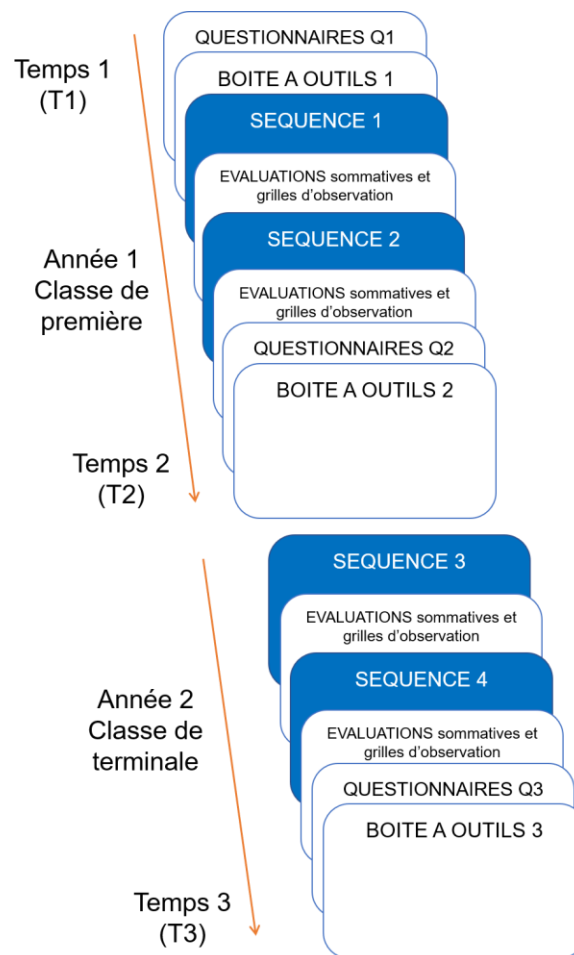 QUESTIONNAIRES Q1
Temps 1
(T1)
BOITE A OUTILS 1
SEQUENCE 1
EVALUATIONS sommatives et
grilles d’observation
SEQUENCE 2
Année 1
Classe de
première
EVALUATIONS sommatives et
grilles d’observation
QUESTIONNAIRES Q2
BOITE A OUTILS 2
Temps 2
(T2)
SEQUENCE 3
EVALUATIONS sommatives et
grilles d’observation
SEQUENCE 4
Année 2
Classe de
terminale
EVALUATIONS sommatives et
grilles d’observation
QUESTIONNAIRES Q3
BOITE A OUTILS 3
Temps 3
(T3)